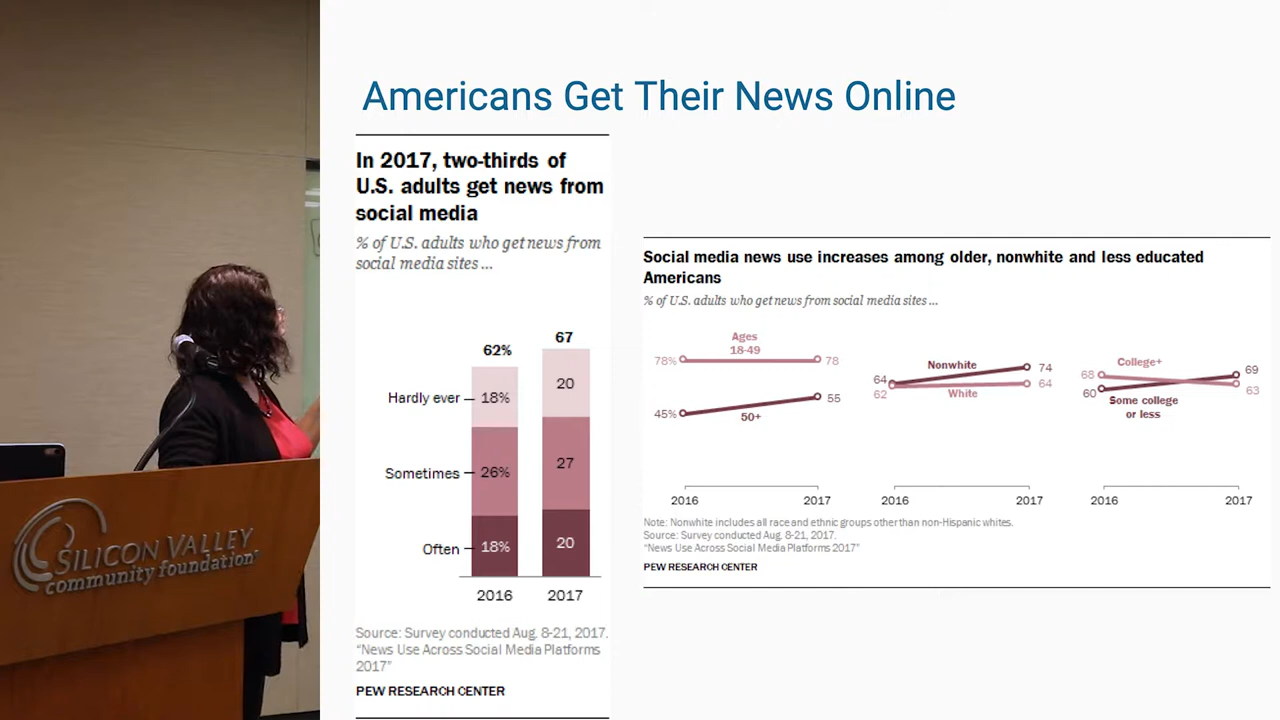 Americans Get Their News Online
In 2017, two-thirds of
U.S. adults get news from
social media
% of U.S. adults who get news from
social media sites ...
62%
67
Hardly ever
18%
20
Sometimes
26%
27
Often
18%
20
2016
2017
Source: Survey conducted Aug. 8-21, 2017.
"News Use Across Social Media Platforms
2017"
PEW RESEARCH CENTER
Social media news use increases among older, nonwhite and less educated
Americans
% of U.S. adults who get news from social media sites ...
Ages
18-49
78%
78
45%
55
50+
2016
2017
Nonwhite
64
74
62
64
White
2016
2017
College+
68
69
60
63
Some college
or less
2016
2017
Note: Nonwhite includes all race and ethnic groups other than non-Hispanic whites.
Source: Survey conducted Aug. 8-21, 2017.
"News Use Across Social Media Platforms 2017"
PEW RESEARCH CENTER
SILICON VALLEY
community foundation®